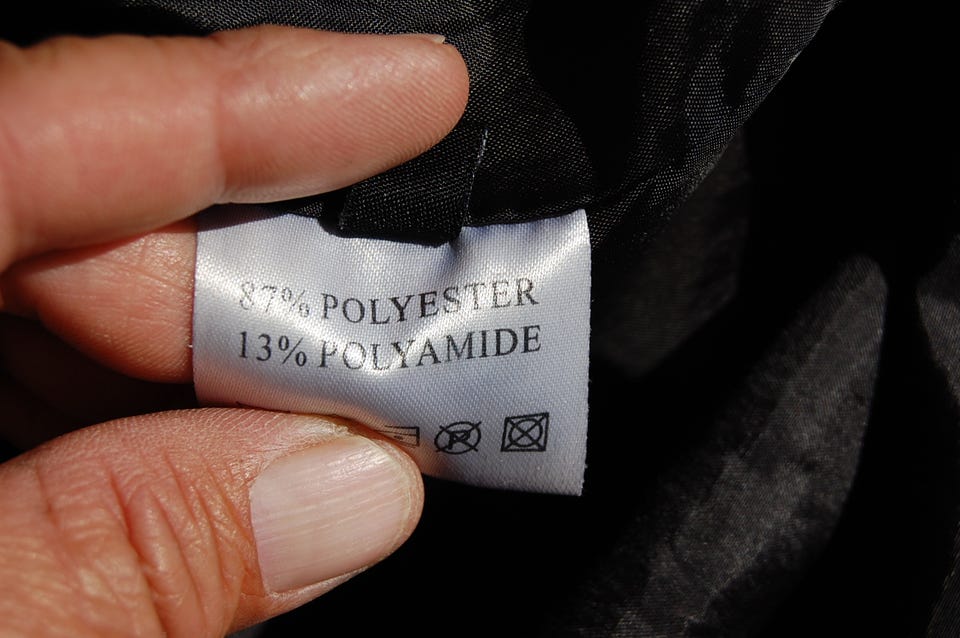 87% POLYESTER
13% POLYAMIDE
P